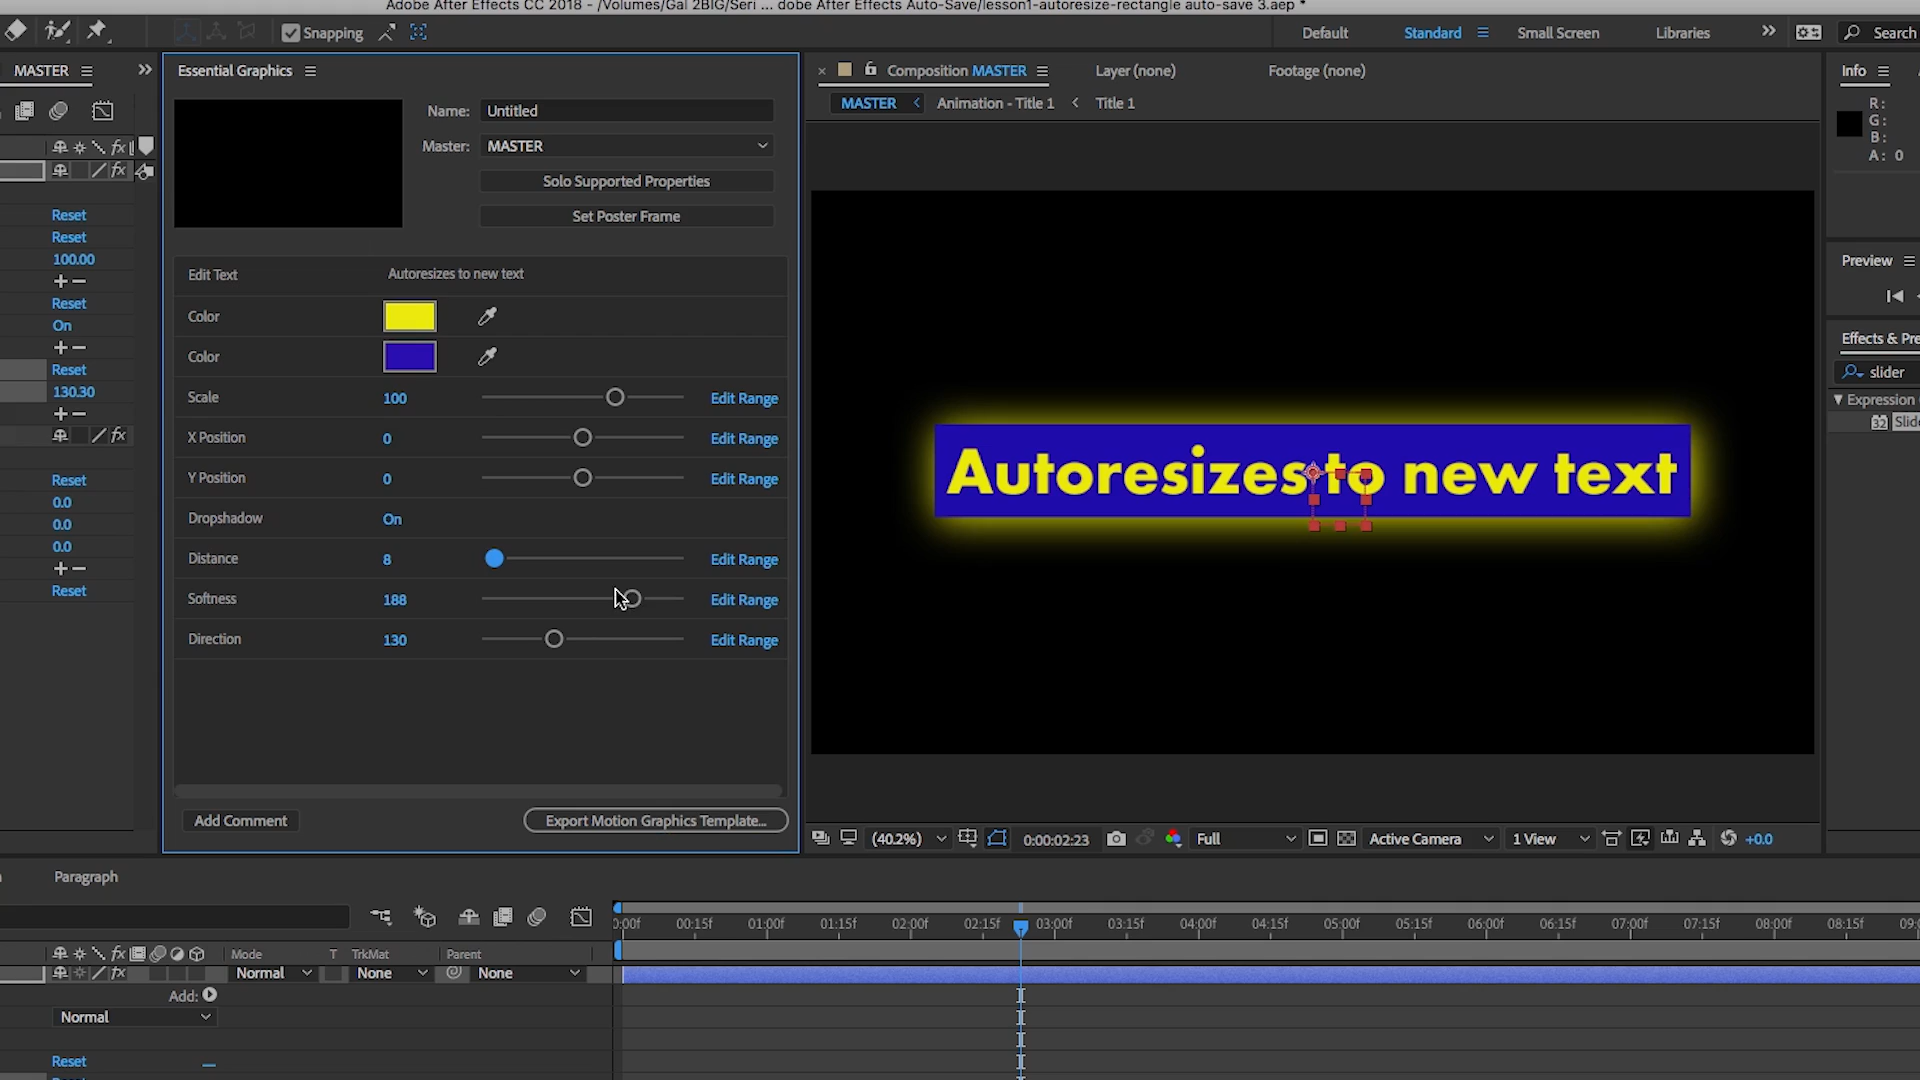 Adobe After Effects CC 2018 - /Volumes/Gal 2BIG/Seri ... dobe After Effects Auto-Save/lesson1-autoresize-rectangle auto-save 3.aep *
Snapping
Default
Standard
Small Screen
Libraries
Search
MASTER
Essential Graphics
Composition MASTER
Layer (none)
Footage (none)
Info
MASTER
Animation - Title 1
Title 1
R:
G:
B:
A: 0
Name: Untitled
Master: MASTER
Solo Supported Properties
Set Poster Frame
fx
fx
Reset
Reset
100.00
Reset
On
Reset
130.30
fx
Reset
0.0
0.0
0.0
Reset
Edit Text Autoresizes to new text
Color
Color
Scale 100 Edit Range
X Position 0 Edit Range
Y Position 0 Edit Range
Dropshadow On
Distance 8 Edit Range
Softness 188 Edit Range
Direction 130 Edit Range
Add Comment
Export Motion Graphics Template...
Autoresizes to new text
Preview
Effects & Pre
slider
Expression
32 Slid
(40.2%)
0:00:02:23
Full
Active Camera
1 View
+0.0
Paragraph
0:00f 00:15f 01:00f 01:15f 02:00f 02:15f 03:00f 03:15f 04:00f 04:15f 05:00f 05:15f 06:00f 06:15f 07:00f 07:15f 08:00f 08:15f 09:0
fx Mode T TrkMat Parent
fx Normal None None
Add:
Normal
Reset